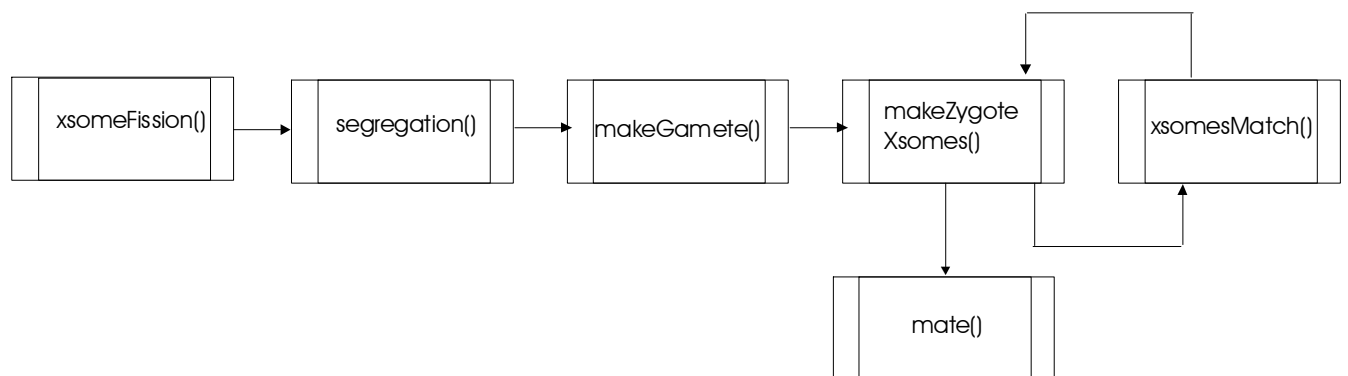 xsomeFission()
segregation()
makeGamete()
makeZygote
Xsomes()
xsomesMatch()
mate()